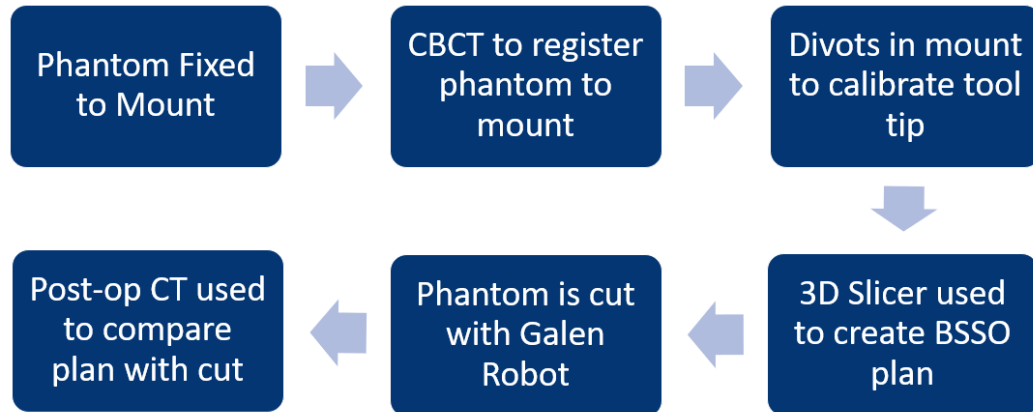 Phantom Fixed
to Mount
CBCT to register
phantom to
mount
Divots in mount
to calibrate tool
tip
3D Slicer used
to create BSSO
plan
Phantom is cut
with Galen
Robot
Post-op CT used
to compare
plan with cut